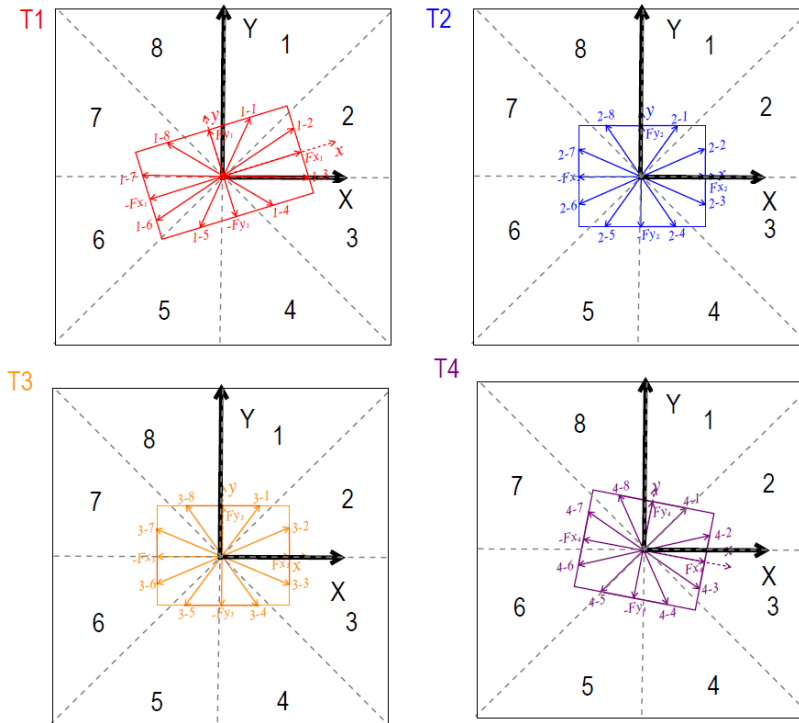 T1
Y
8
1
7
2
y
Fy₁
1-1
1-8
1-2
x
Fx₁
1-7
1-3
X
-Fx₁
1-6
1-4
1-5
-Fy₁
6
3
5
4
T2
Y
8
1
7
2
y
2-8
Fy₂
2-1
2-7
2-2
-Fx
x
Fx₂
X
2-6
2-3
2-5
-Fy₂
2-4
6
3
5
4
T3
Y
8
1
7
2
y
3-8
Fy₃
3-1
3-7
3-2
-Fx₃
Fx₃
x
X
3-6
3-3
3-5
-Fy₃
3-4
6
3
5
4
T4
Y
8
1
7
2
y
4-8
Fy₄
4-1
4-7
4-2
-Fx₄
x
Fx₄
X
4-6
4-3
4-5
-Fy
4-4
6
3
5
4